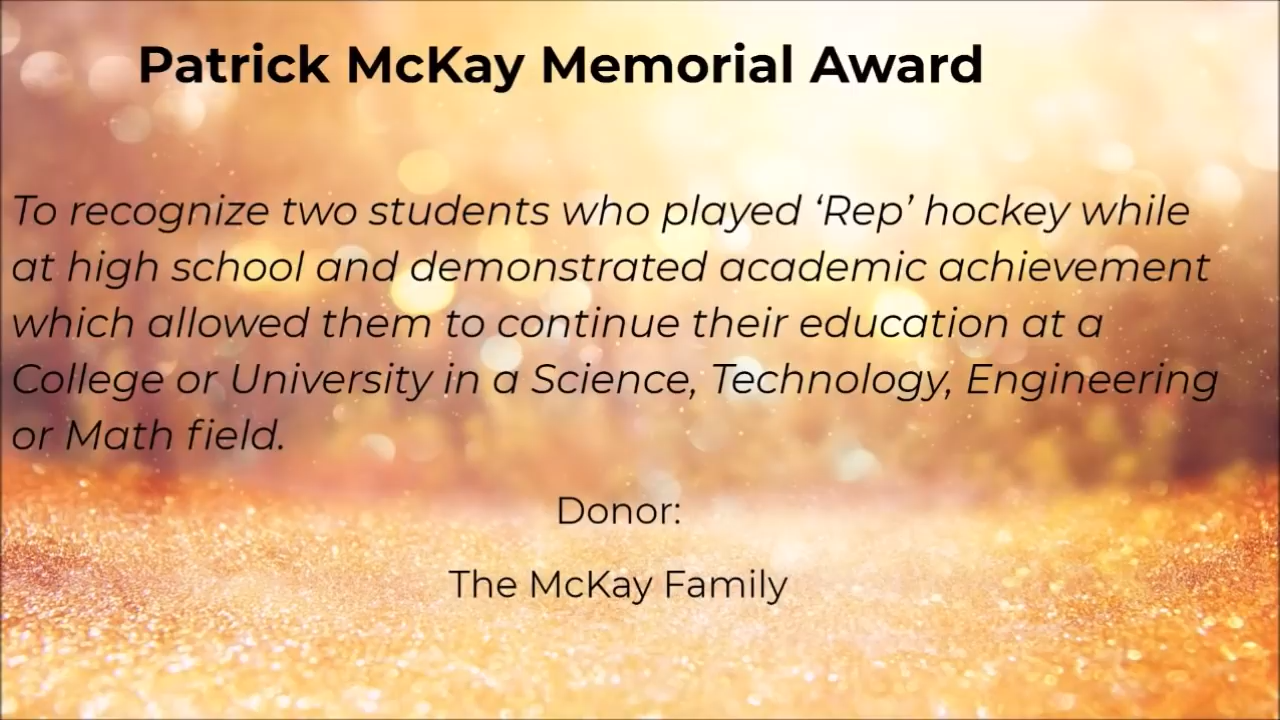 Patrick McKay Memorial Award
To recognize two students who played ‘Rep’ hockey while
at high school and demonstrated academic achievement
which allowed them to continue their education at a
College or University in a Science, Technology, Engineering
or Math field.
Donor:
The McKay Family